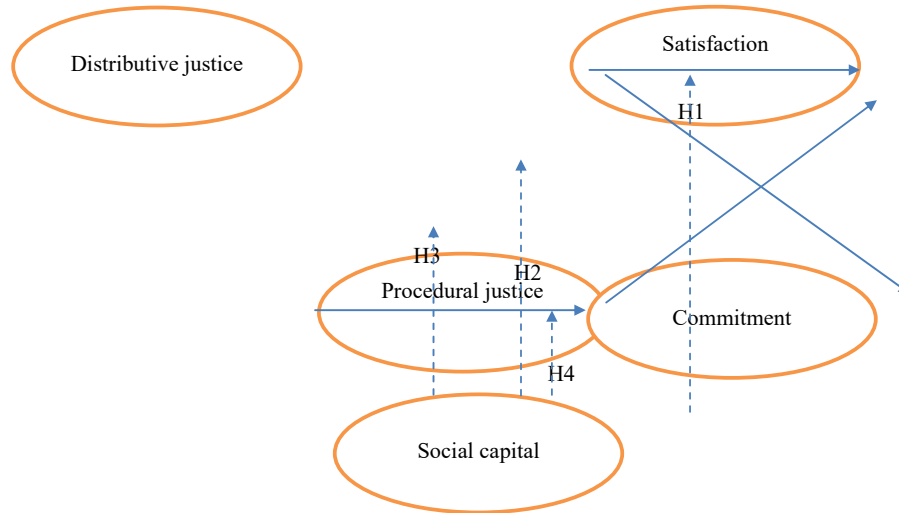 Distributive justice
Satisfaction
H1
H3
H2
Procedural justice
Commitment
H4
Social capital